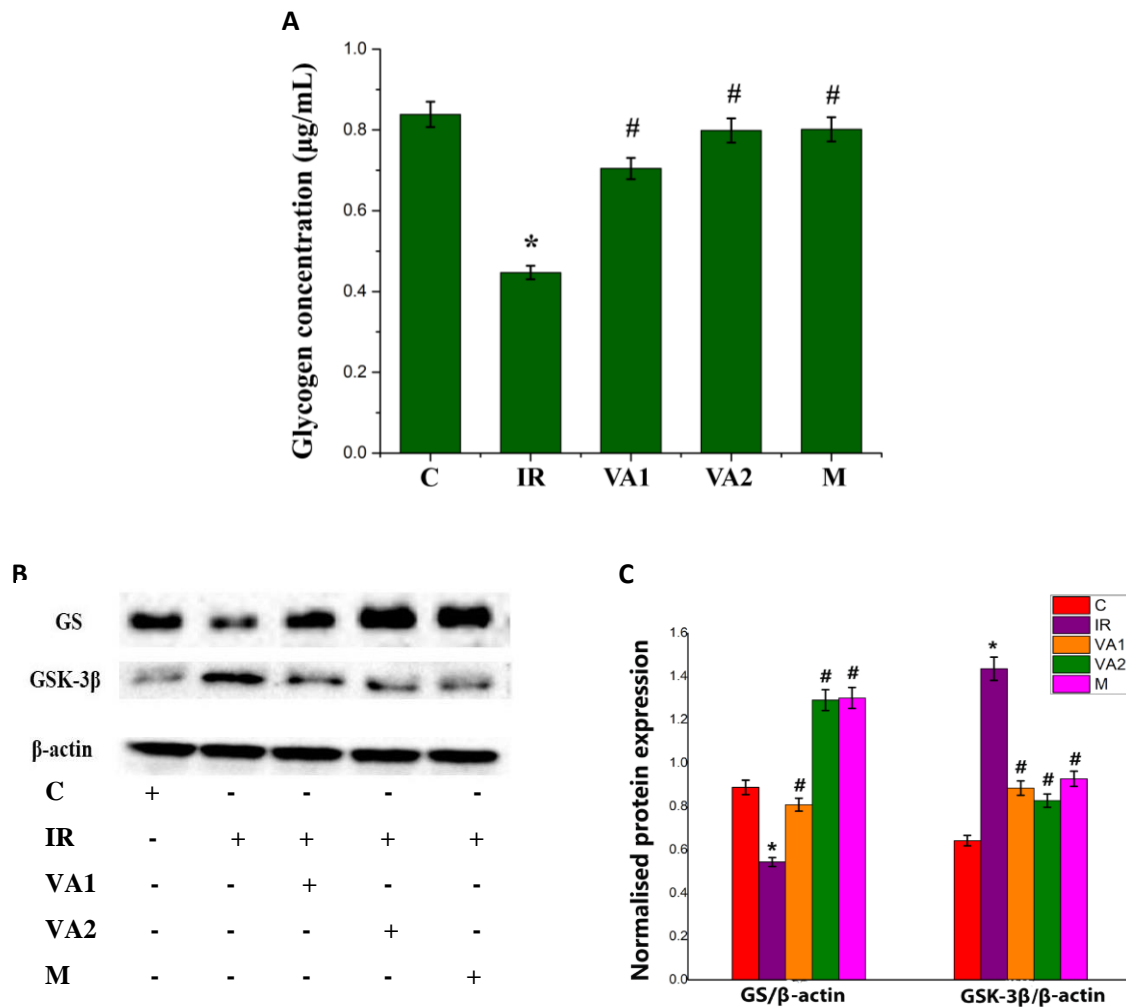 A
Glycogen concentration (µg/mL)
1.0
0.8
0.6
0.4
0.2
0.0
*
#
#
#
C IR VA1 VA2 M
B
GS
GSK-3β
β-actin
C + - - - -
IR - + + + +
VA1 - - + - -
VA2 - - - + -
M - - - - +
C
C
IR
VA1
VA2
M
Normalised protein expression
1.6
1.4
1.2
1.0
0.8
0.6
0.4
0.2
0.0
*
#
#
#
*
#
#
#
GS/β-actin GSK-3β/β-actin